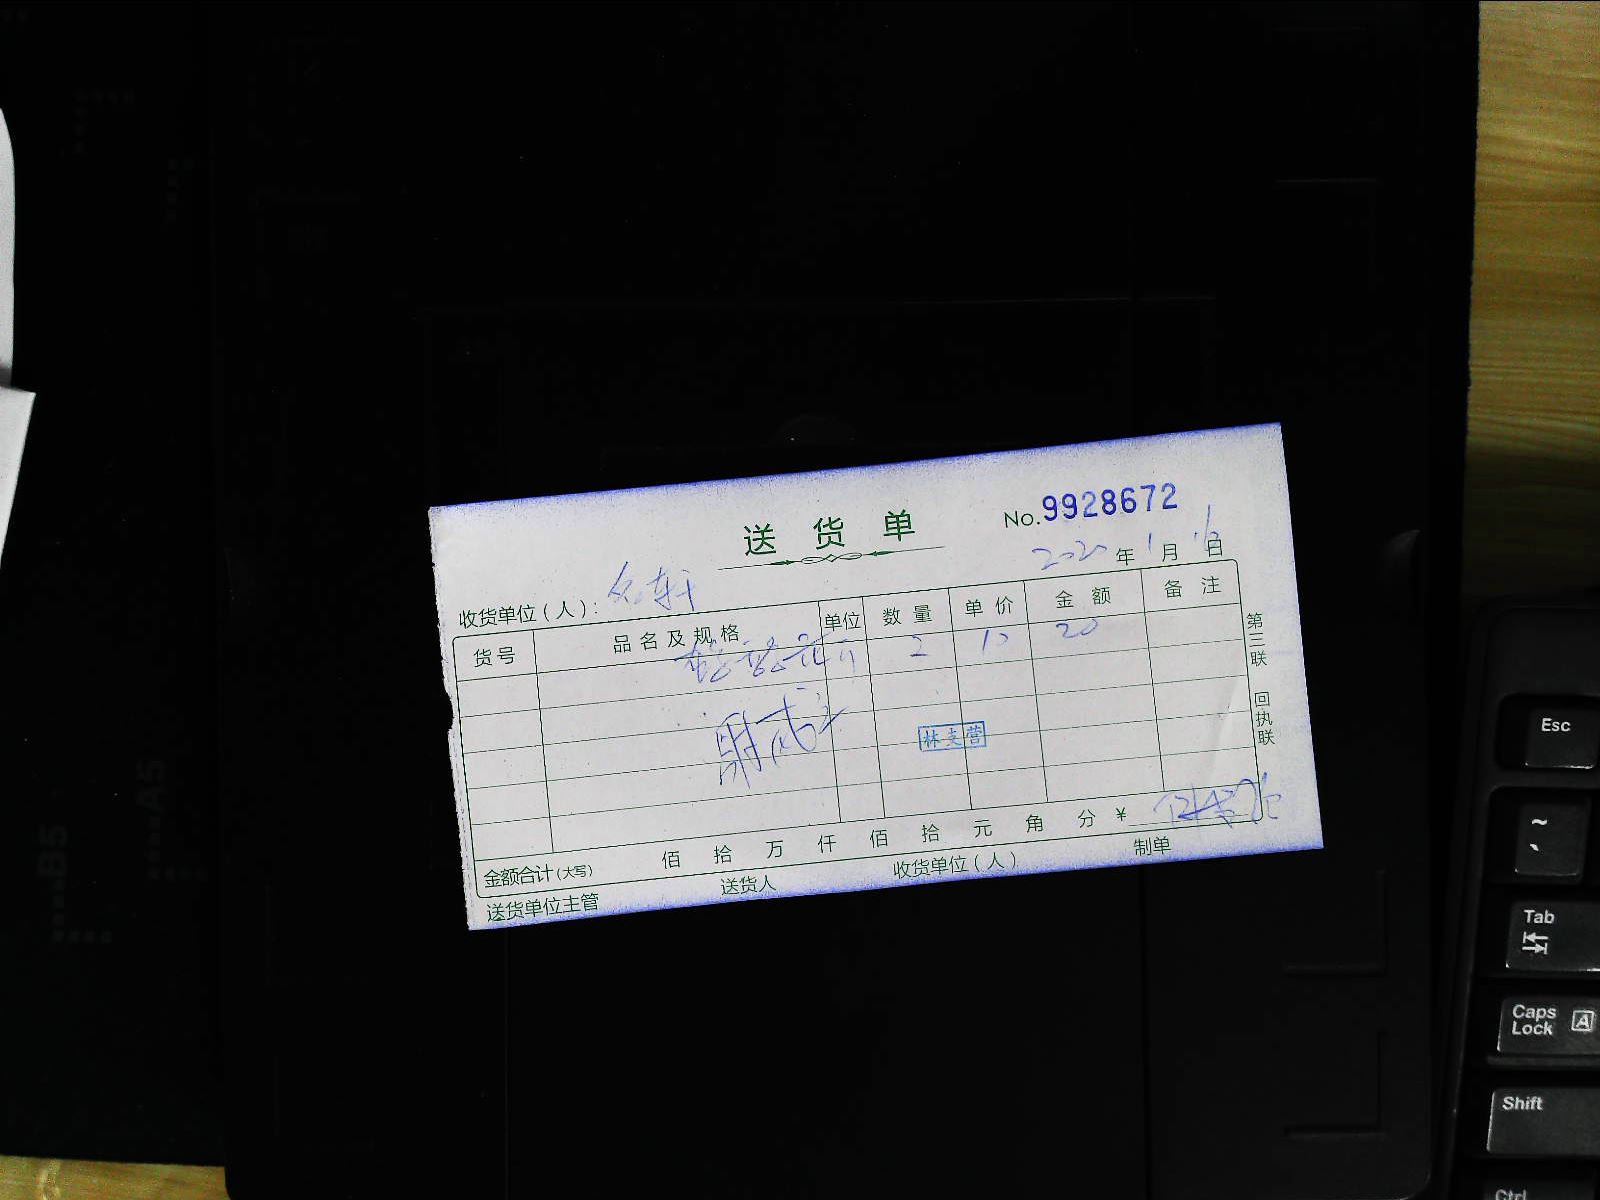 送货单
No.9928672
2020年1月16日
收货单位(人):
货号 品名及规格 单位 数量 单价 金额 备注
2 10 20
林支营
第三联 回执联
金额合计(大写) 佰 拾 万 仟 佰 拾 元 角 分 ¥
送货单位主管 送货人 收货单位(人) 制单
B5
A5
Esc
~
Tab
Caps Lock A
Shift
Ctrl